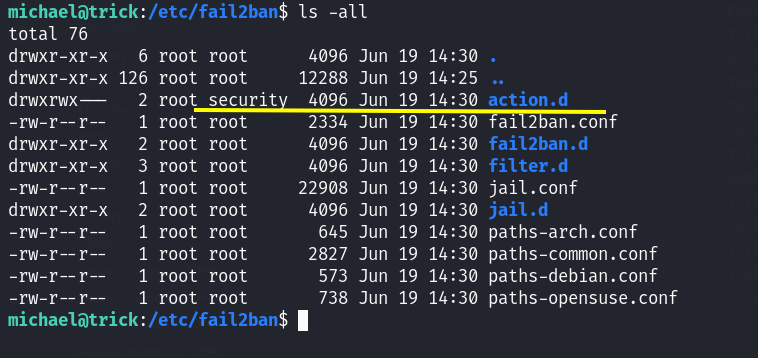 michael@trick:/etc/fail2ban$ ls -all
total 76
drwxr-xr-x   6 root root      4096 Jun 19 14:30 .
drwxr-xr-x 126 root root     12288 Jun 19 14:25 ..
drwxrwx---   2 root security  4096 Jun 19 14:30 action.d
-rw-r--r--   1 root root      2334 Jun 19 14:30 fail2ban.conf
drwxr-xr-x   2 root root      4096 Jun 19 14:30 fail2ban.d
drwxr-xr-x   3 root root      4096 Jun 19 14:30 filter.d
-rw-r--r--   1 root root     22908 Jun 19 14:30 jail.conf
drwxr-xr-x   2 root root      4096 Jun 19 14:30 jail.d
-rw-r--r--   1 root root       645 Jun 19 14:30 paths-arch.conf
-rw-r--r--   1 root root      2827 Jun 19 14:30 paths-common.conf
-rw-r--r--   1 root root       573 Jun 19 14:30 paths-debian.conf
-rw-r--r--   1 root root       738 Jun 19 14:30 paths-opensuse.conf
michael@trick:/etc/fail2ban$